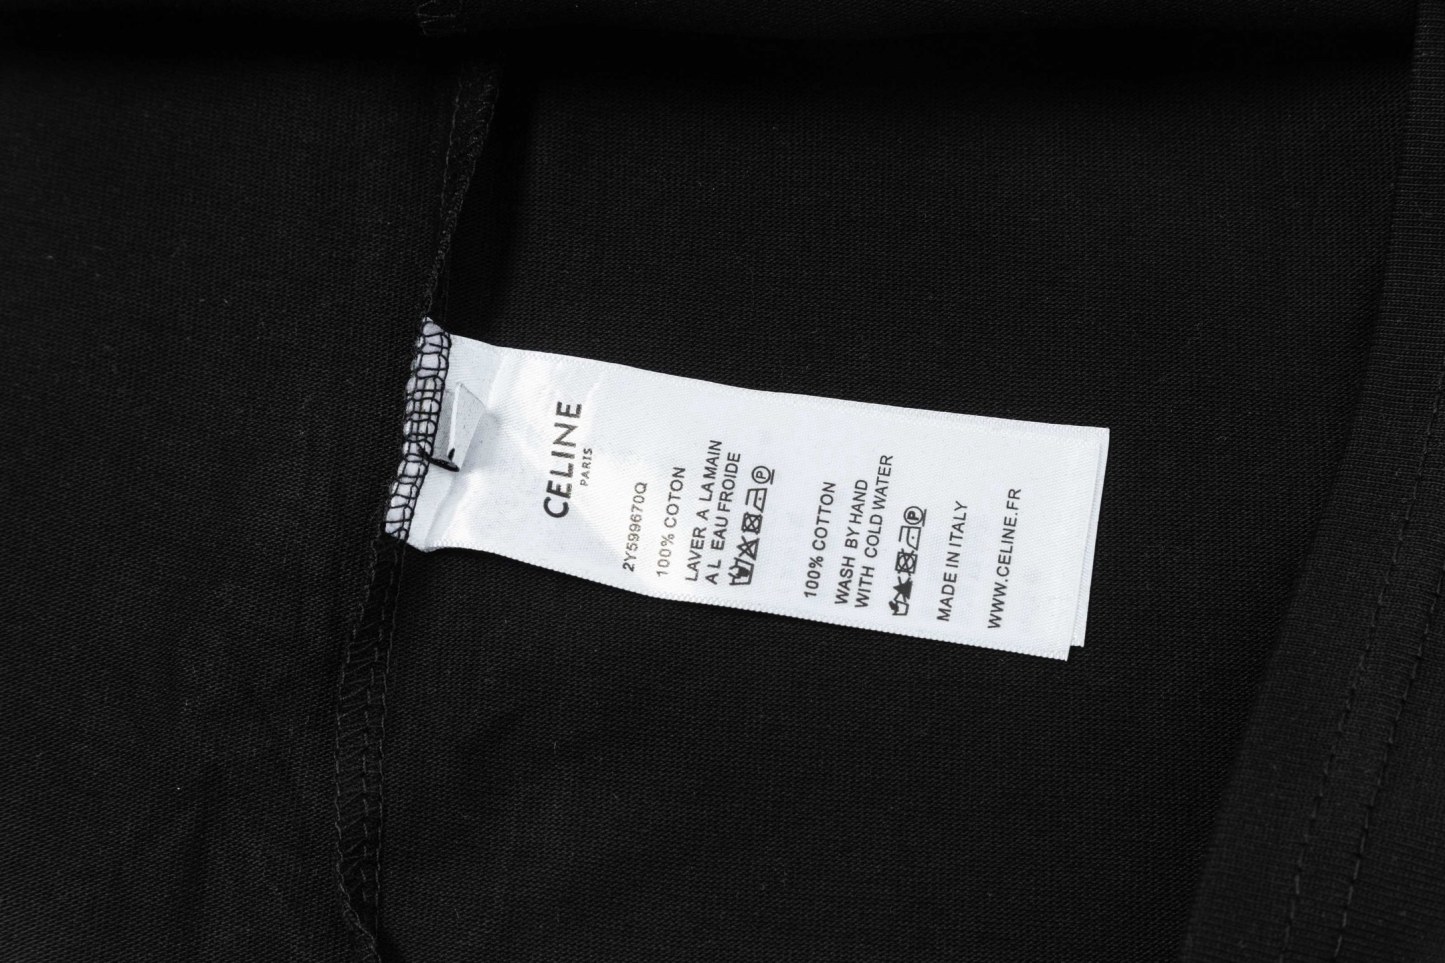 CELINE
PARIS
2Y599670Q
100% COTON
LAVER A LA MAIN
A L EAU FROIDE
P
100% COTTON
WASH BY HAND
WITH COLD WATER
P
MADE IN ITALY
WWW.CELINE.FR